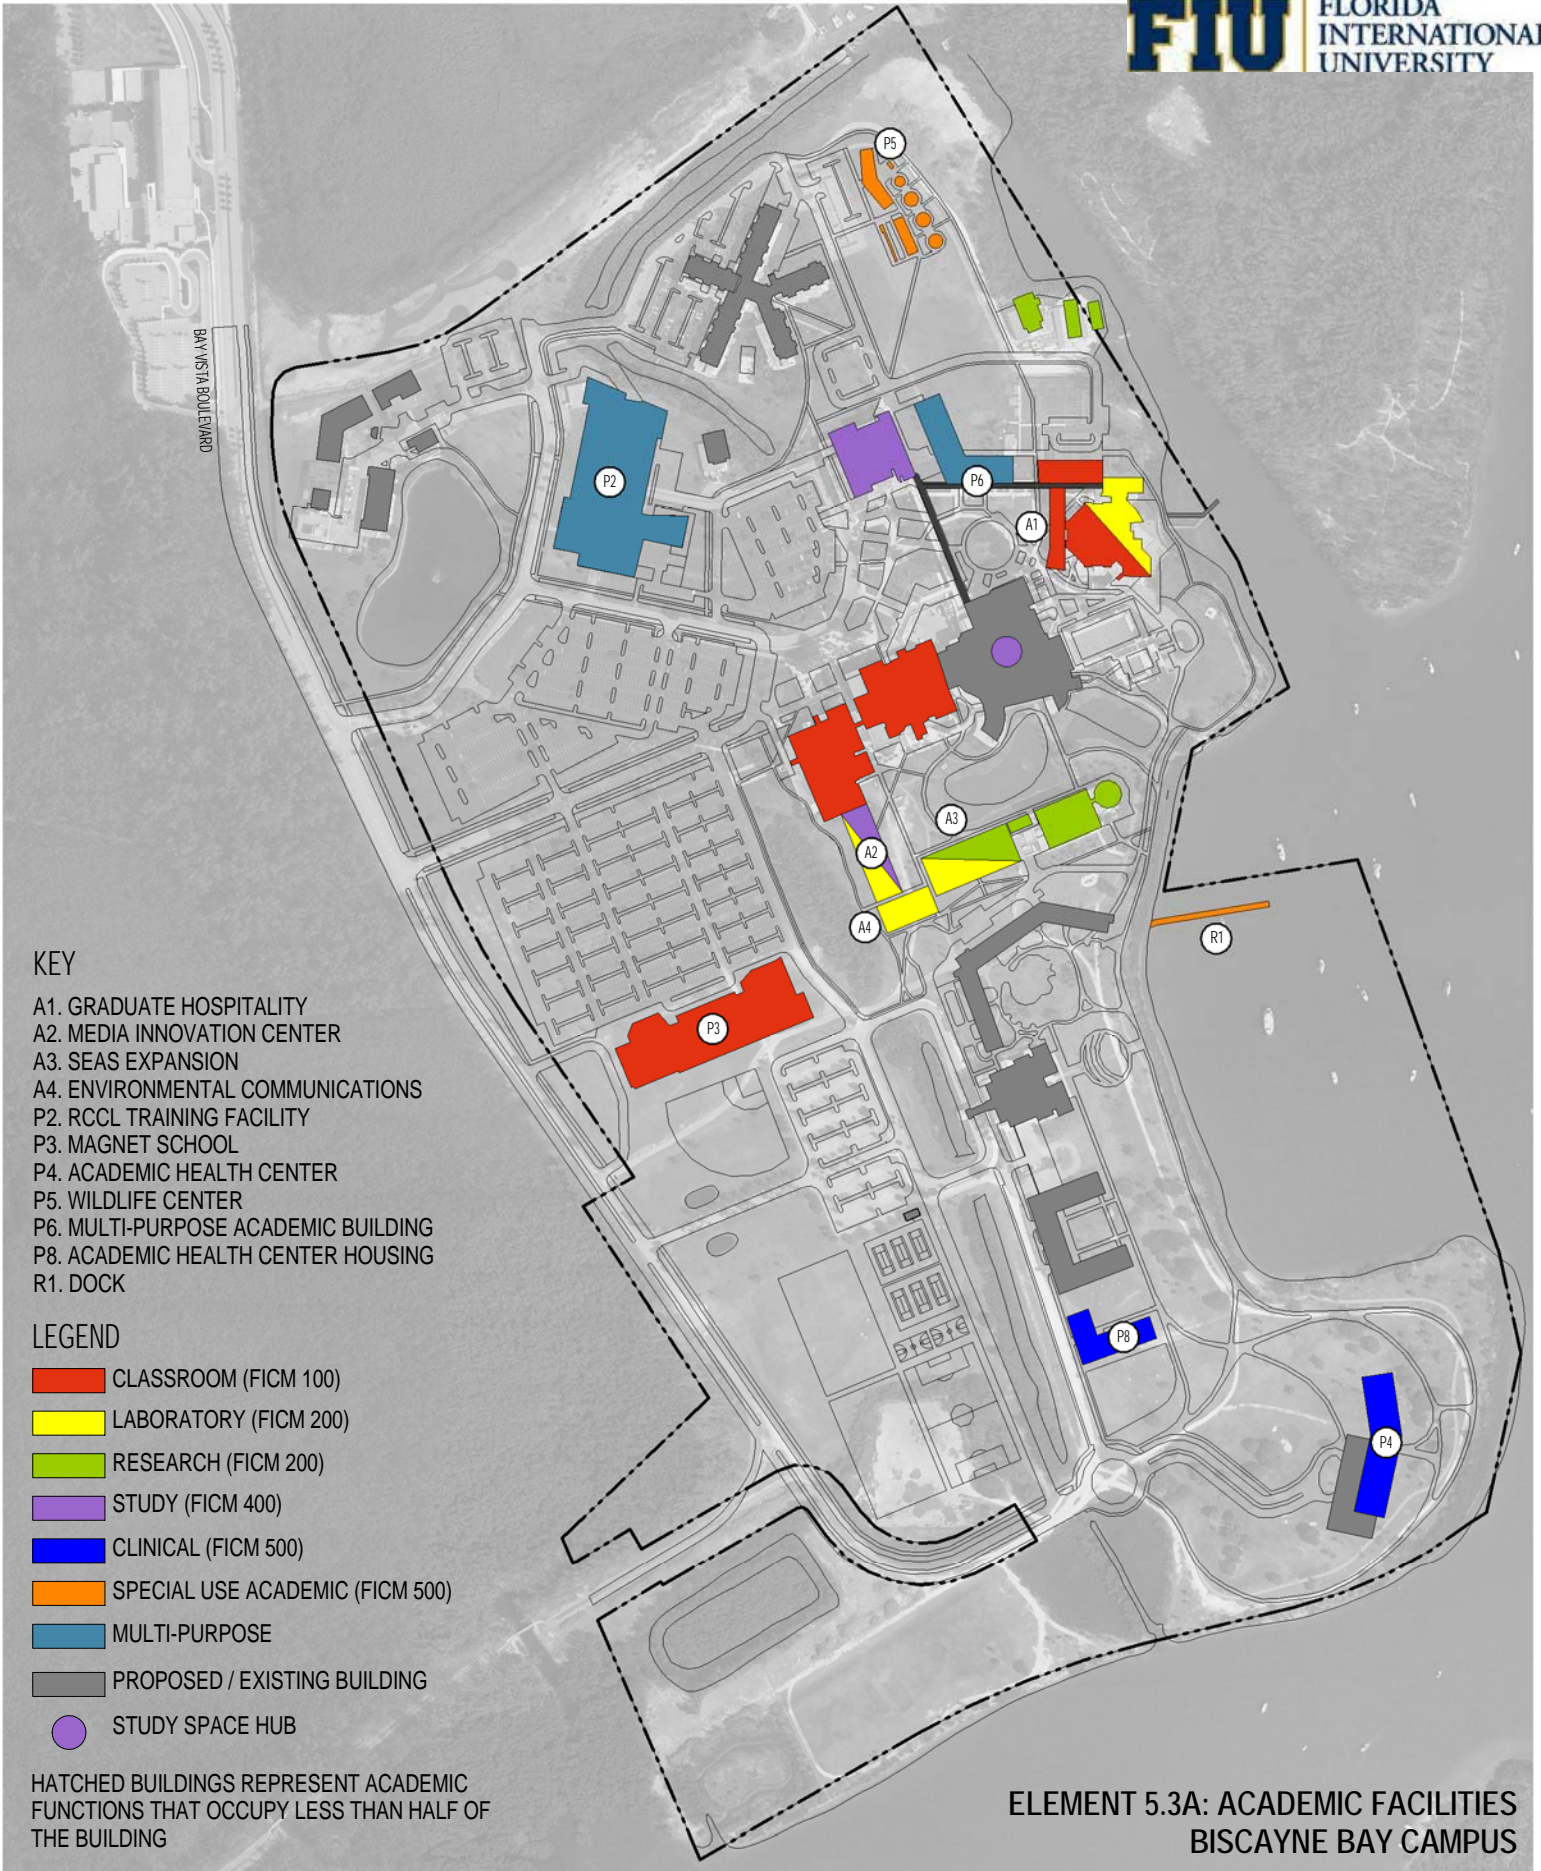 FIU
FLORIDA
INTERNATIONAL
UNIVERSITY
P5
BAY VISTA BOULEVARD
P2
P6
A1
A3
A2
A4
R1
P3
P8
P4
KEY
A1. GRADUATE HOSPITALITY
A2. MEDIA INNOVATION CENTER
A3. SEAS EXPANSION
A4. ENVIRONMENTAL COMMUNICATIONS
P2. RCCL TRAINING FACILITY
P3. MAGNET SCHOOL
P4. ACADEMIC HEALTH CENTER
P5. WILDLIFE CENTER
P6. MULTI-PURPOSE ACADEMIC BUILDING
P8. ACADEMIC HEALTH CENTER HOUSING
R1. DOCK
LEGEND
CLASSROOM (FICM 100)
LABORATORY (FICM 200)
RESEARCH (FICM 200)
STUDY (FICM 400)
CLINICAL (FICM 500)
SPECIAL USE ACADEMIC (FICM 500)
MULTI-PURPOSE
PROPOSED / EXISTING BUILDING
STUDY SPACE HUB
HATCHED BUILDINGS REPRESENT ACADEMIC
FUNCTIONS THAT OCCUPY LESS THAN HALF OF
THE BUILDING
ELEMENT 5.3A: ACADEMIC FACILITIES
BISCAYNE BAY CAMPUS